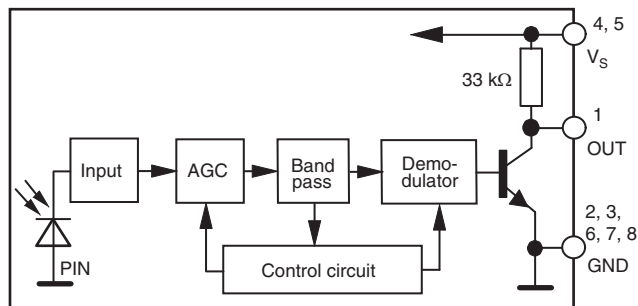 4, 5
V_S
33 kΩ
1
OUT
Input
AGC
Band
pass
Demo-
dulator
2, 3,
6, 7, 8
GND
PIN
Control circuit